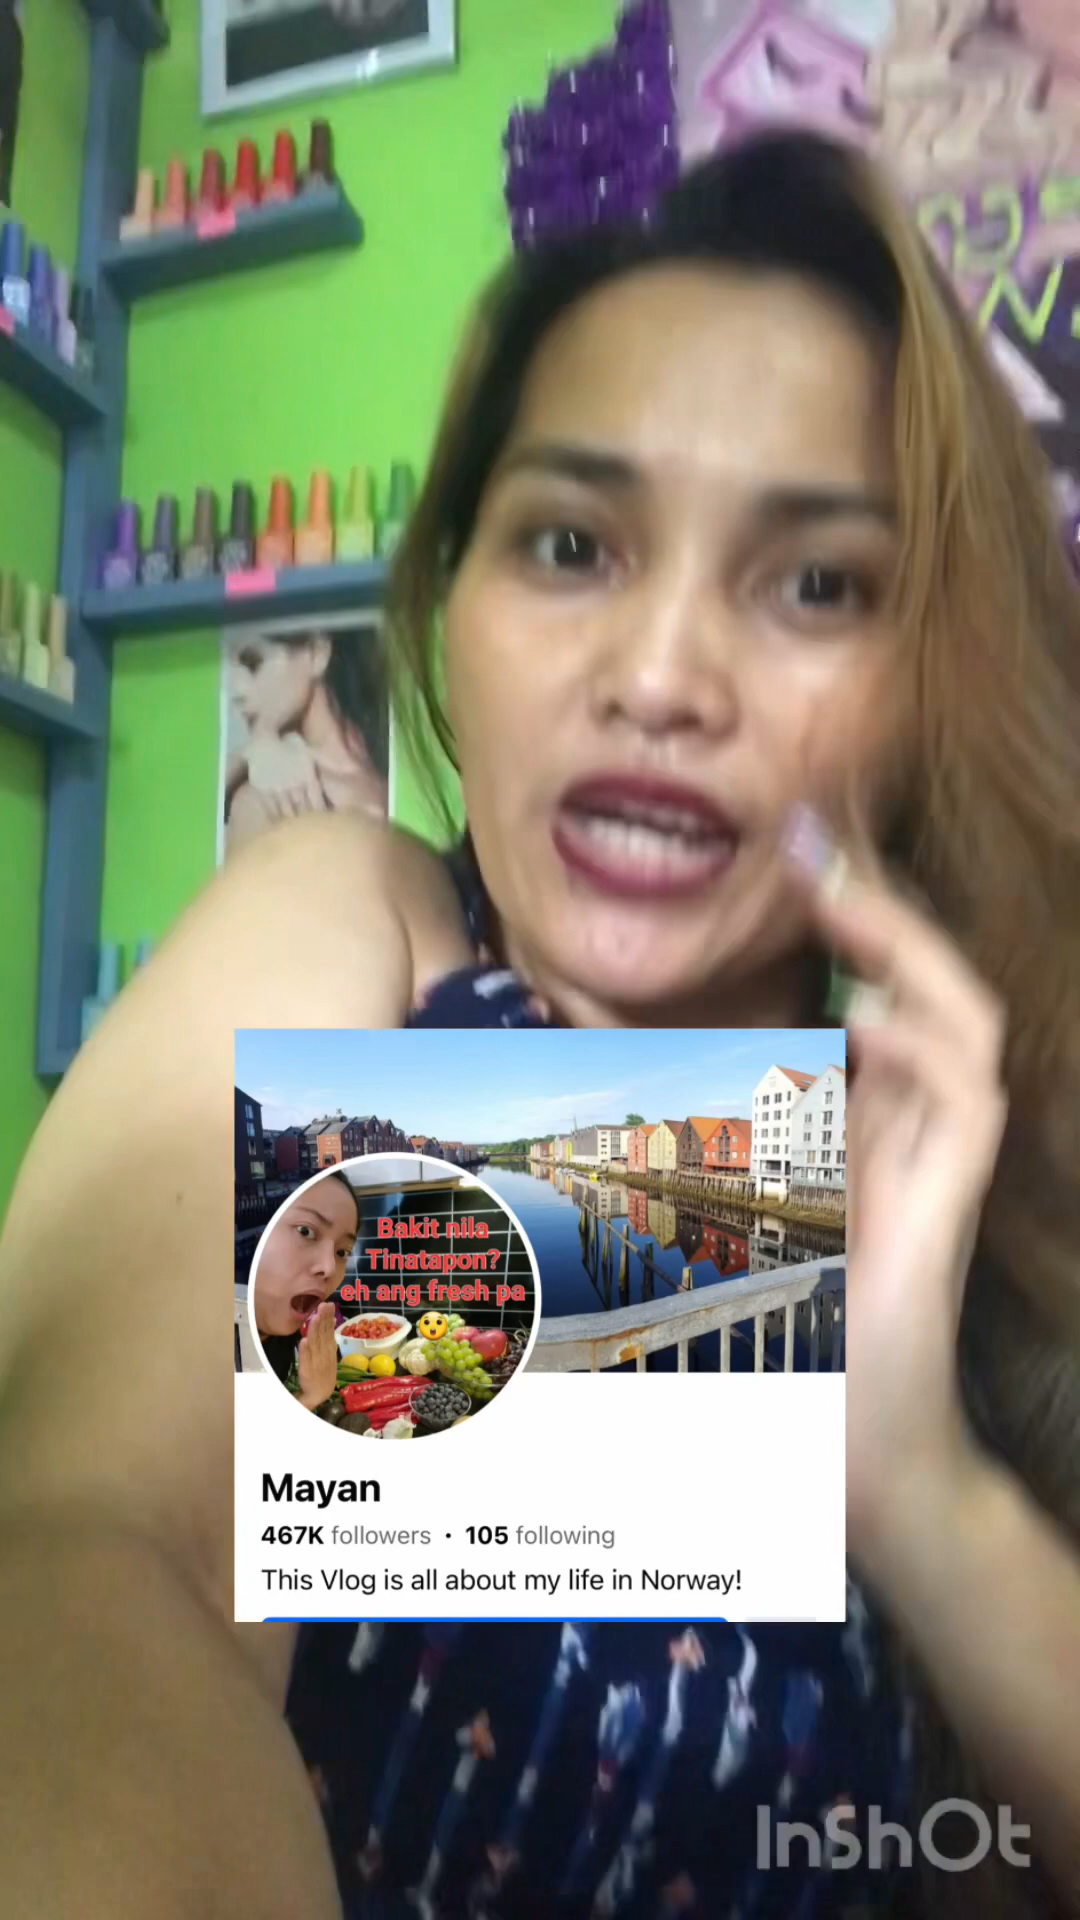 Bakit nila
Tinatapon?
eh ang fresh pa
Mayan
467K followers • 105 following
This Vlog is all about my life in Norway!
InShOt